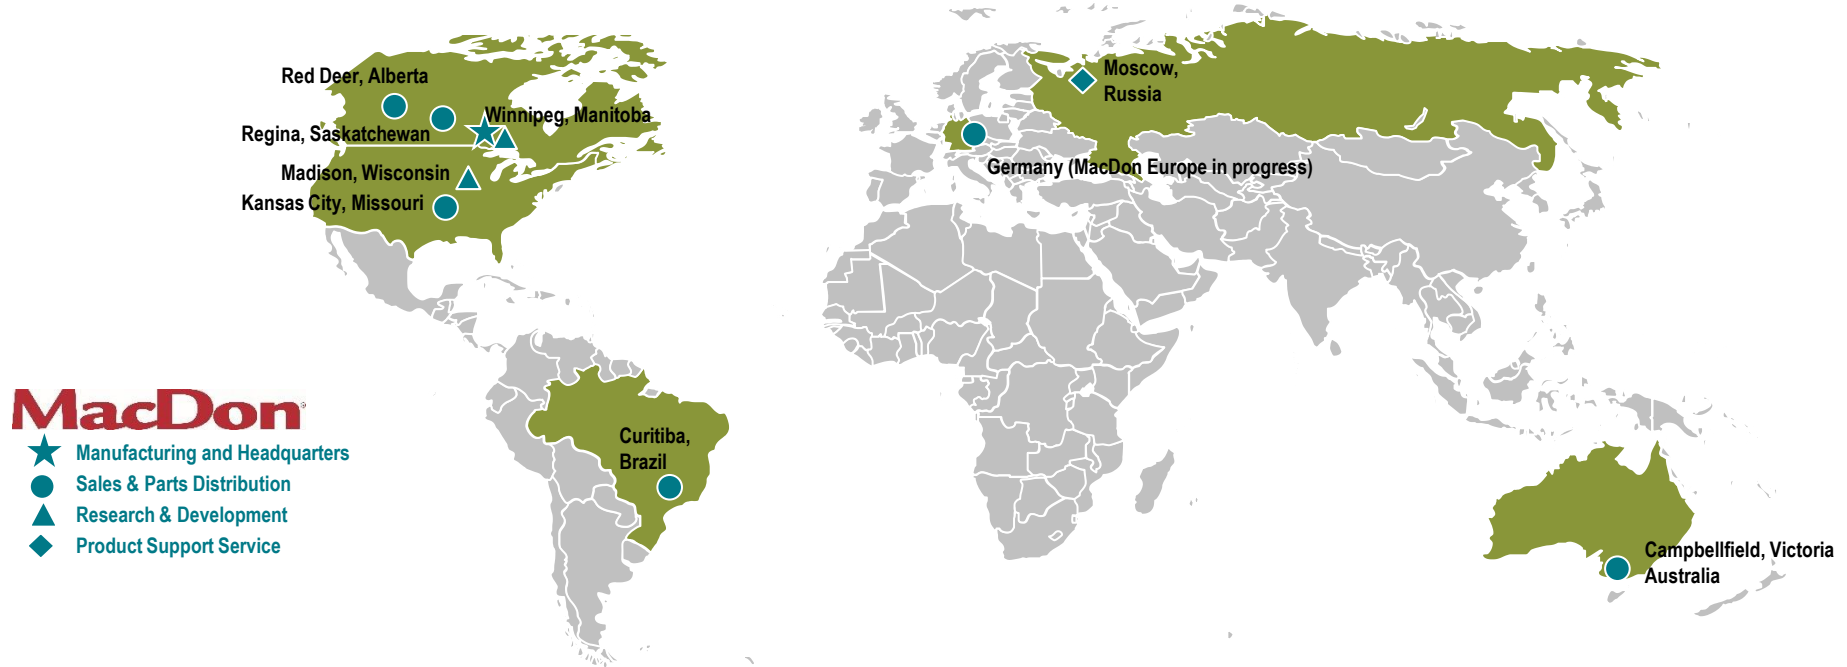 Red Deer, Alberta
Winnipeg, Manitoba
Regina, Saskatchewan
Madison, Wisconsin
Kansas City, Missouri
Moscow,
Russia
Germany (MacDon Europe in progress)
Curitiba,
Brazil
Campbellfield, Victoria
Australia
MacDon®
Manufacturing and Headquarters
Sales & Parts Distribution
Research & Development
Product Support Service